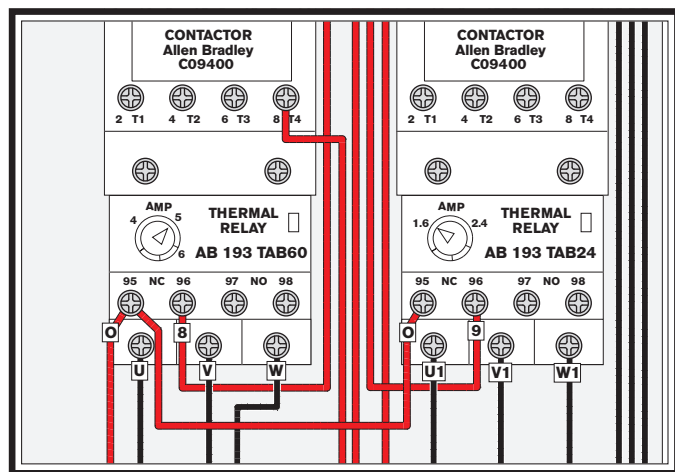 CONTACTOR
Allen Bradley
C09400
2 T1 4 T2 6 T3 8 T4
AMP
4 5 6
THERMAL
RELAY
AB 193 TAB60
95 NC 96 97 NO 98
O 8
U V W
CONTACTOR
Allen Bradley
C09400
2 T1 4 T2 6 T3 8 T4
AMP
1.6 2.4
THERMAL
RELAY
AB 193 TAB24
95 NC 96 97 NO 98
O 9
U1 V1 W1